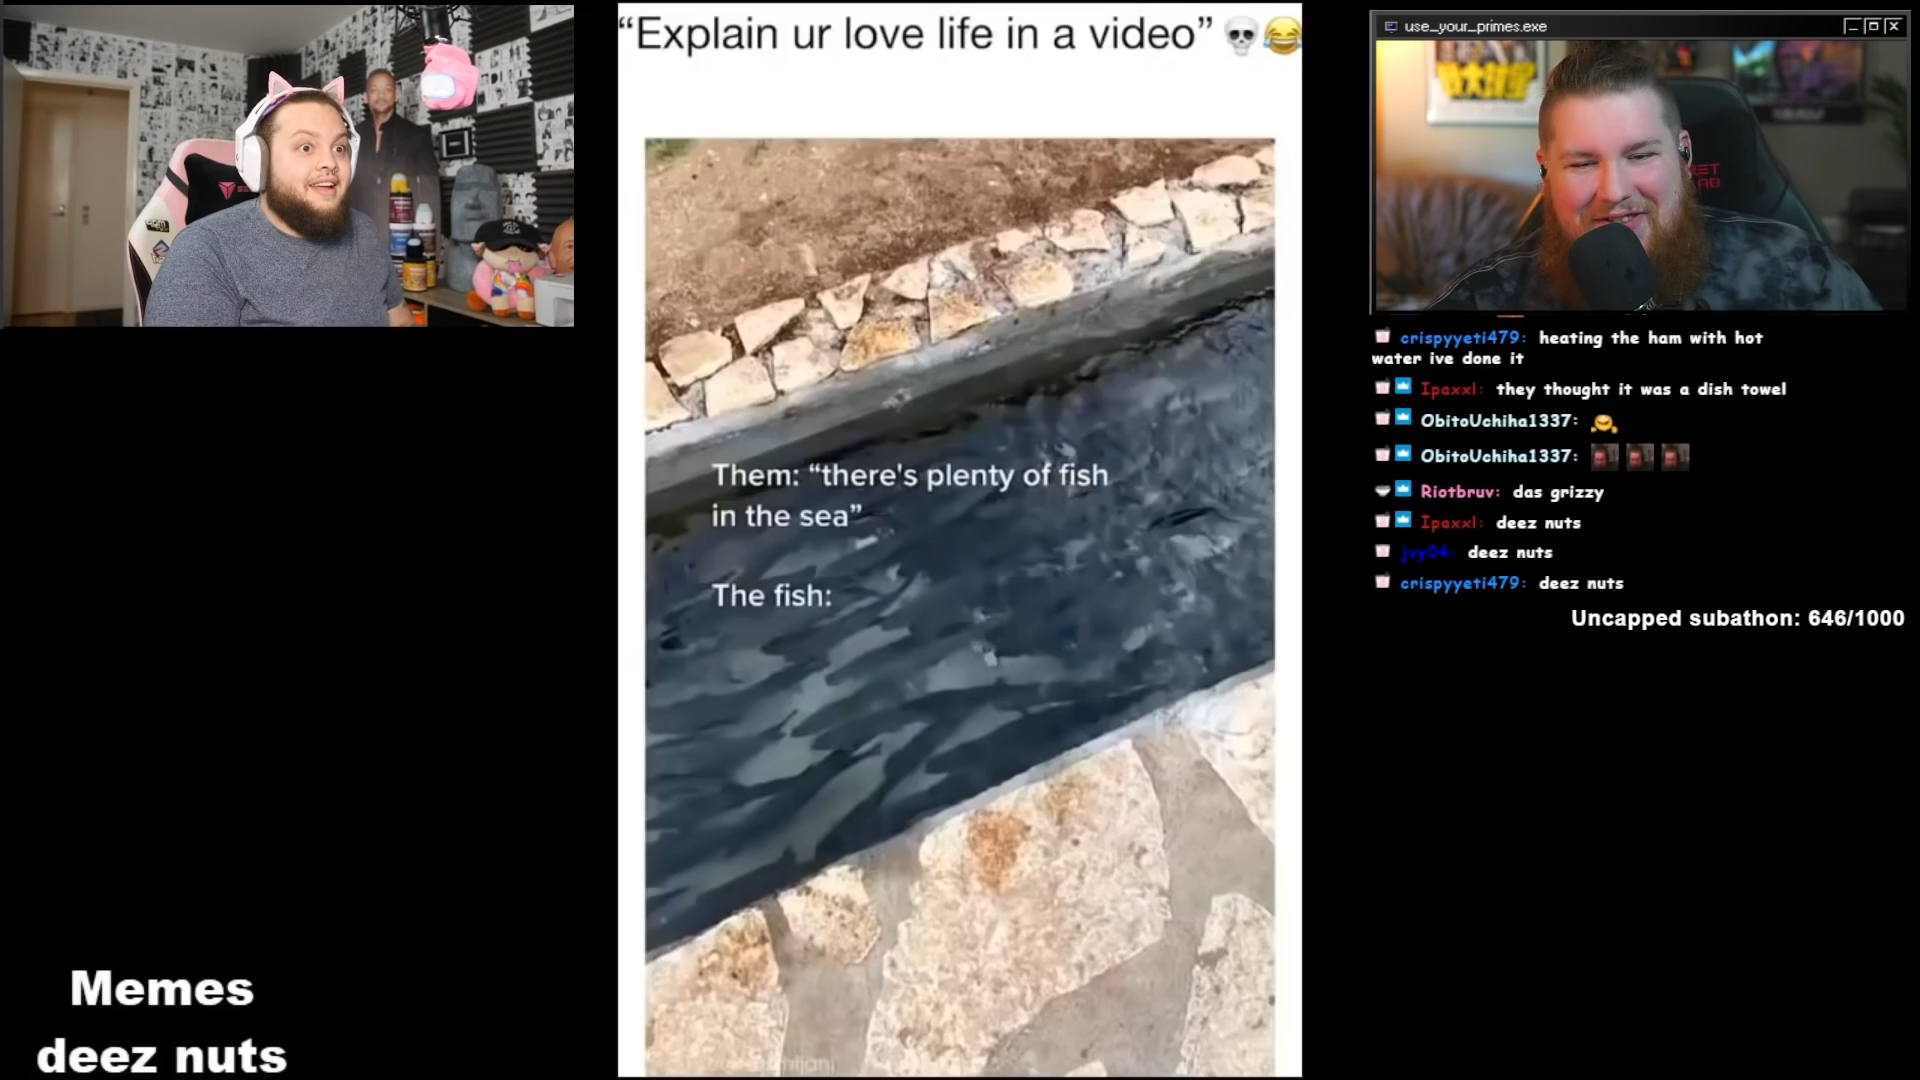 “Explain ur love life in a video” 💀😂
Them: “there's plenty of fish
in the sea”
The fish:
use_your_primes.exe
crispyyeti479: heating the ham with hot
water ive done it
Ipaxxl: they thought it was a dish towel
ObitoUchiha1337:
ObitoUchiha1337:
Riotbruv: das grizzy
Ipaxxl: deez nuts
jvy04: deez nuts
crispyyeti479: deez nuts
Uncapped subathon: 646/1000
Memes
deez nuts